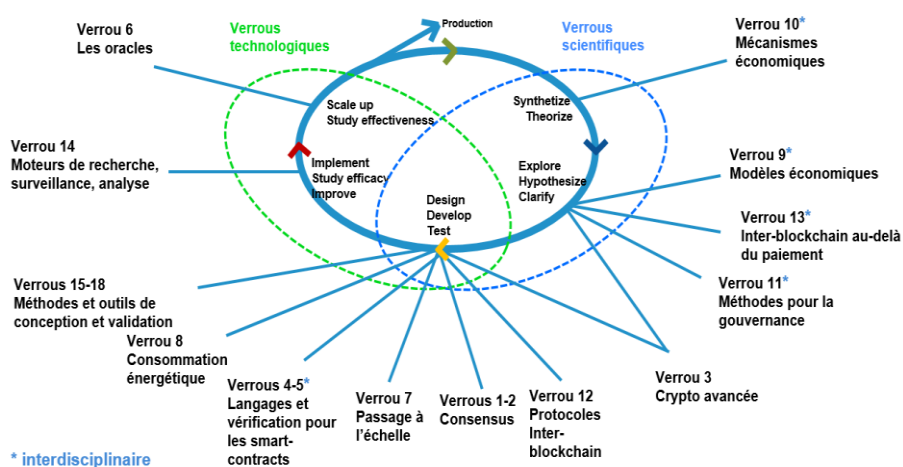 Production
Verrou 6
Les oracles
Verrous
technologiques
Verrous
scientifiques
Verrou 10*
Mécanismes
économiques
Scale up
Study effectiveness
Synthetize
Theorize
Verrou 14
Moteurs de recherche,
surveillance, analyse
Implement
Study efficacy
Improve
Explore
Hypothesize
Clarify
Verrou 9*
Modèles économiques
Design
Develop
Test
Verrou 13*
Inter-blockchain au-delà
du paiement
Verrous 15-18
Méthodes et outils de
conception et validation
Verrou 11*
Méthodes pour la
gouvernance
Verrou 8
Consommation
énergétique
Verrous 4-5*
Langages et
vérification pour
les smart-
contracts
Verrou 7
Passage à
l'échelle
Verrous 1-2
Consensus
Verrou 12
Protocoles
Inter-
blockchain
Verrou 3
Crypto avancée
* interdisciplinaire